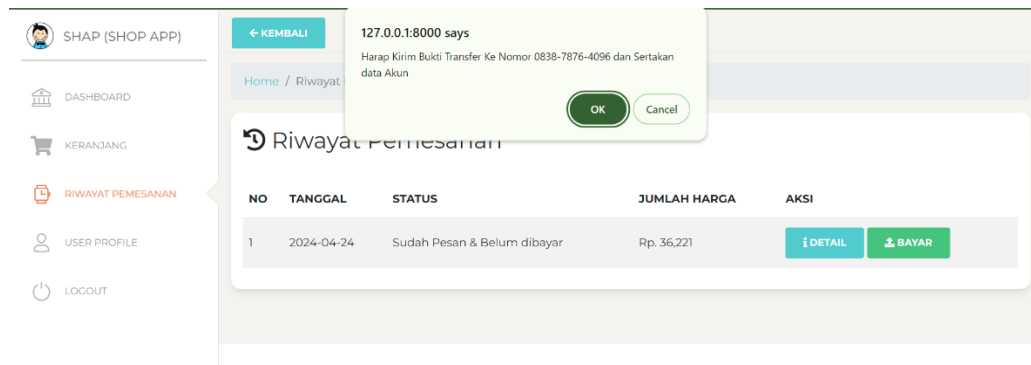 SHAP (SHOP APP)
DASHBOARD
KERANJANG
RIWAYAT PEMESANAN
USER PROFILE
LOGOUT
KEMBALI
127.0.0.1:8000 says
Harap Kirim Bukti Transfer Ke Nomor 0838-7876-4096 dan Sertakan
data Akun
OK Cancel
Home / Riwayat
Riwayat Pemesanan
NO TANGGAL STATUS JUMLAH HARGA AKSI
1 2024-04-24 Sudah Pesan & Belum dibayar Rp. 36,221 i DETAIL BAYAR